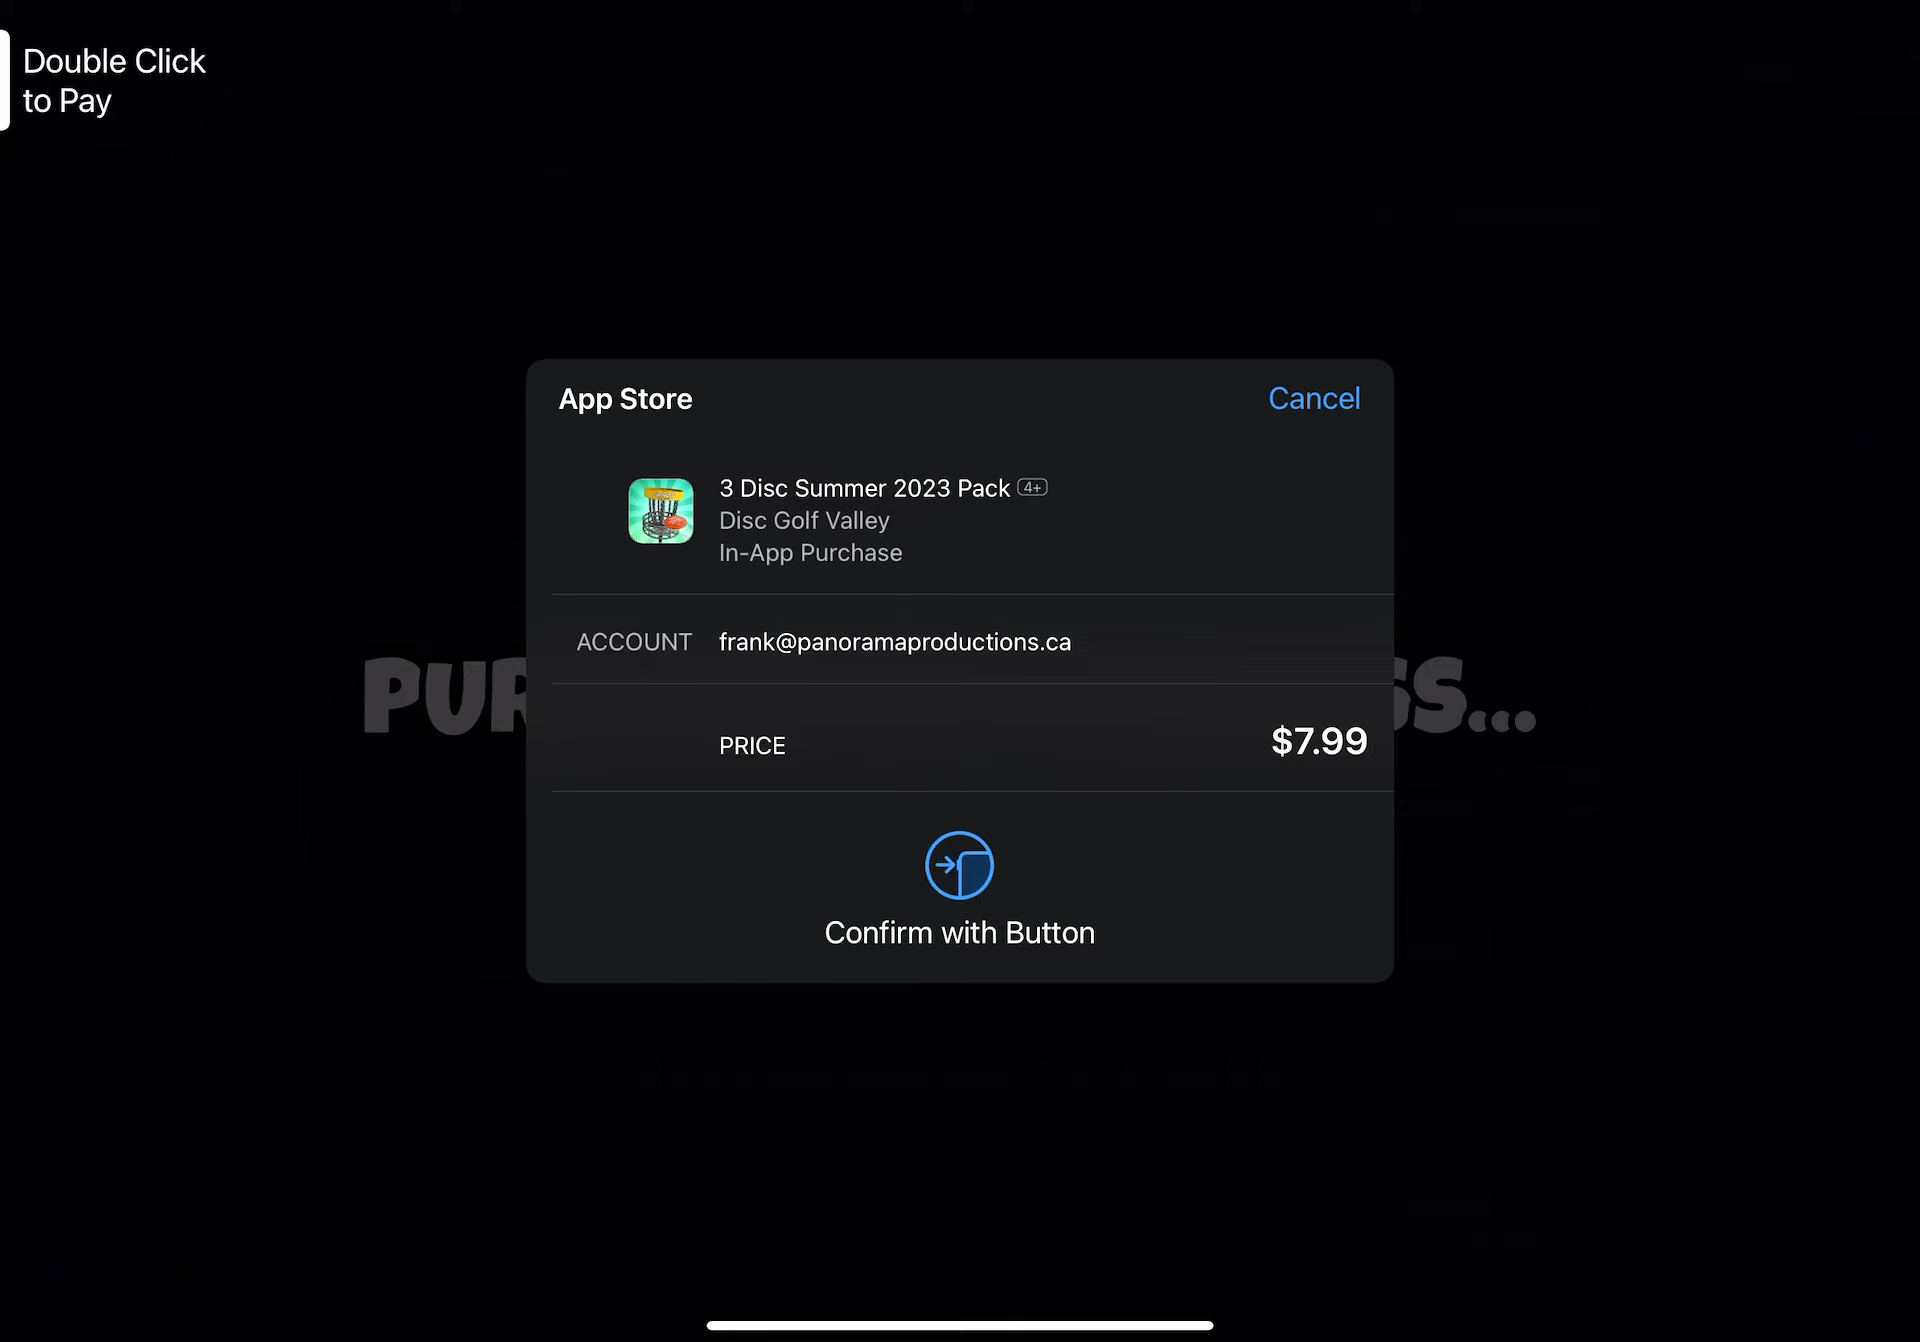 Double Click
to Pay
App Store
Cancel
3 Disc Summer 2023 Pack 4+
Disc Golf Valley
In-App Purchase
ACCOUNT frank@panoramaproductions.ca
PRICE $7.99
Confirm with Button